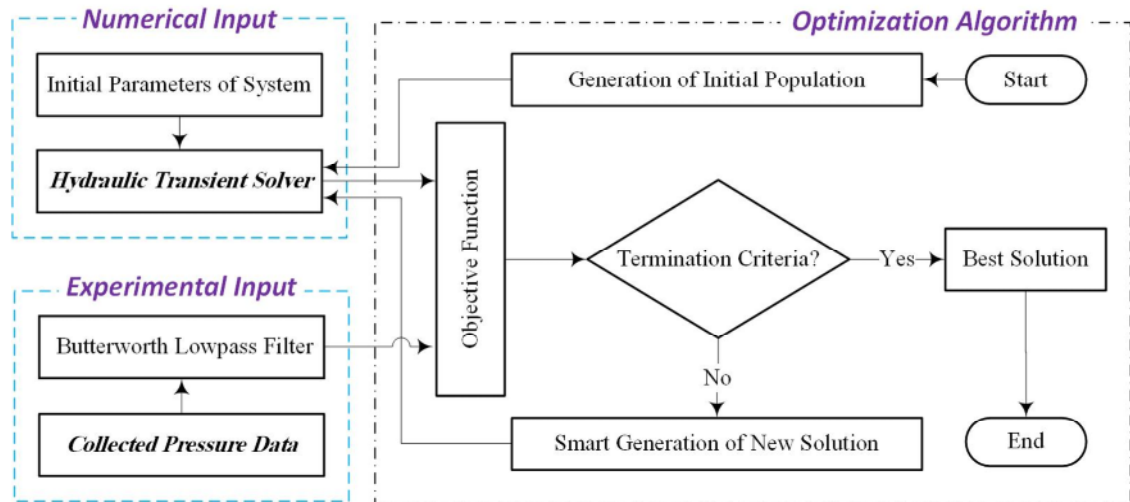 Numerical Input
Initial Parameters of System
Hydraulic Transient Solver
Experimental Input
Butterworth Lowpass Filter
Collected Pressure Data
Optimization Algorithm
Generation of Initial Population
Start
Objective Function
Termination Criteria?
Yes
Best Solution
No
Smart Generation of New Solution
End